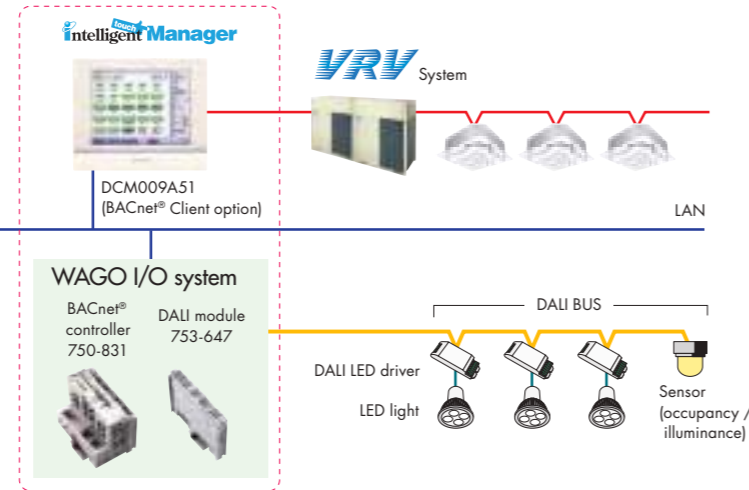 intelligent touch Manager
VRV System
DCM009A51
(BACnet® Client option)
LAN
WAGO I/O system
BACnet®
controller
750-831
DALI module
753-647
DALI BUS
DALI LED driver
LED light
Sensor
(occupancy /
illuminance)